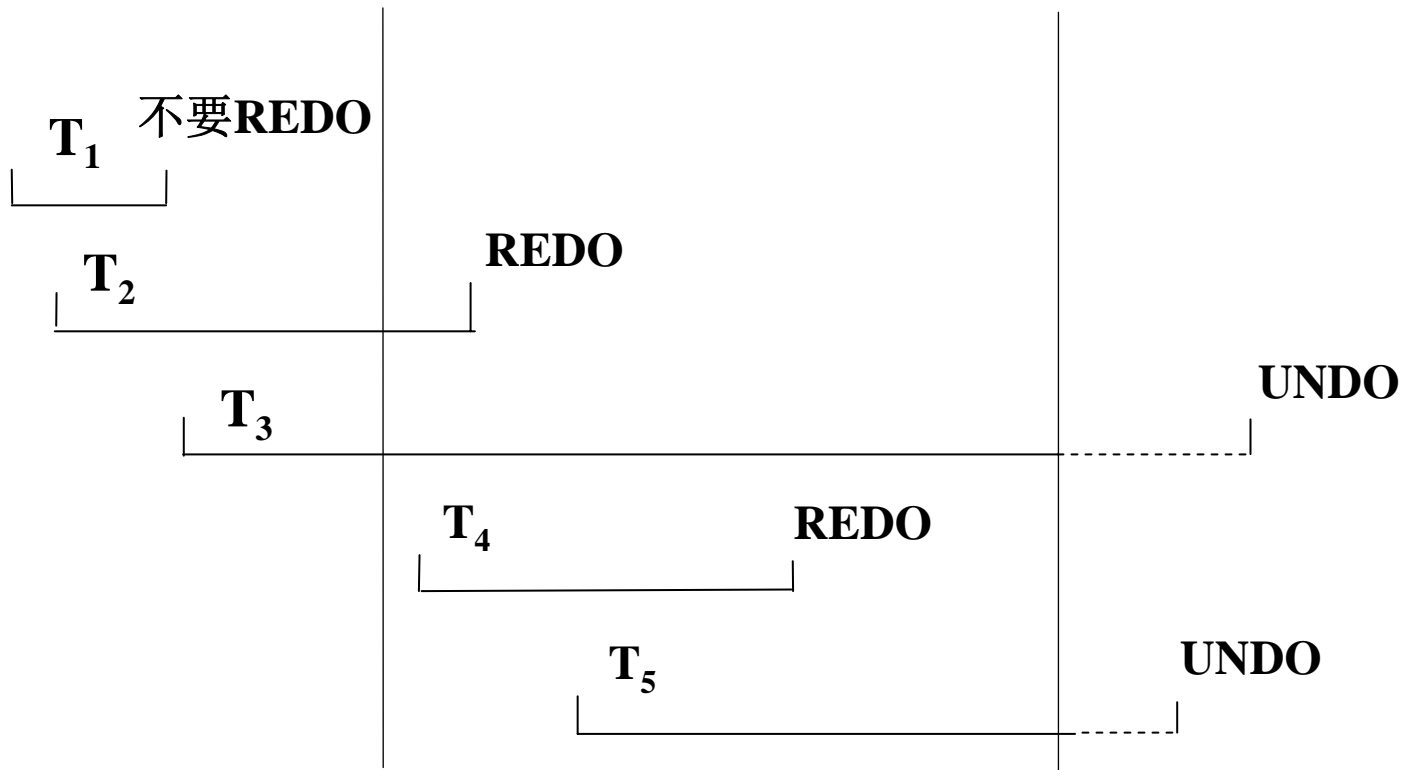 T₁ 不要REDO
T₂ REDO
T₃ UNDO
T₄ REDO
T₅ UNDO